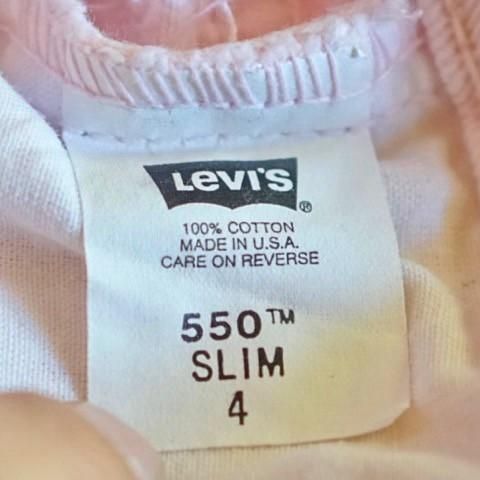 Levi's®
100% COTTON
MADE IN U.S.A.
CARE ON REVERSE
550™
SLIM
4